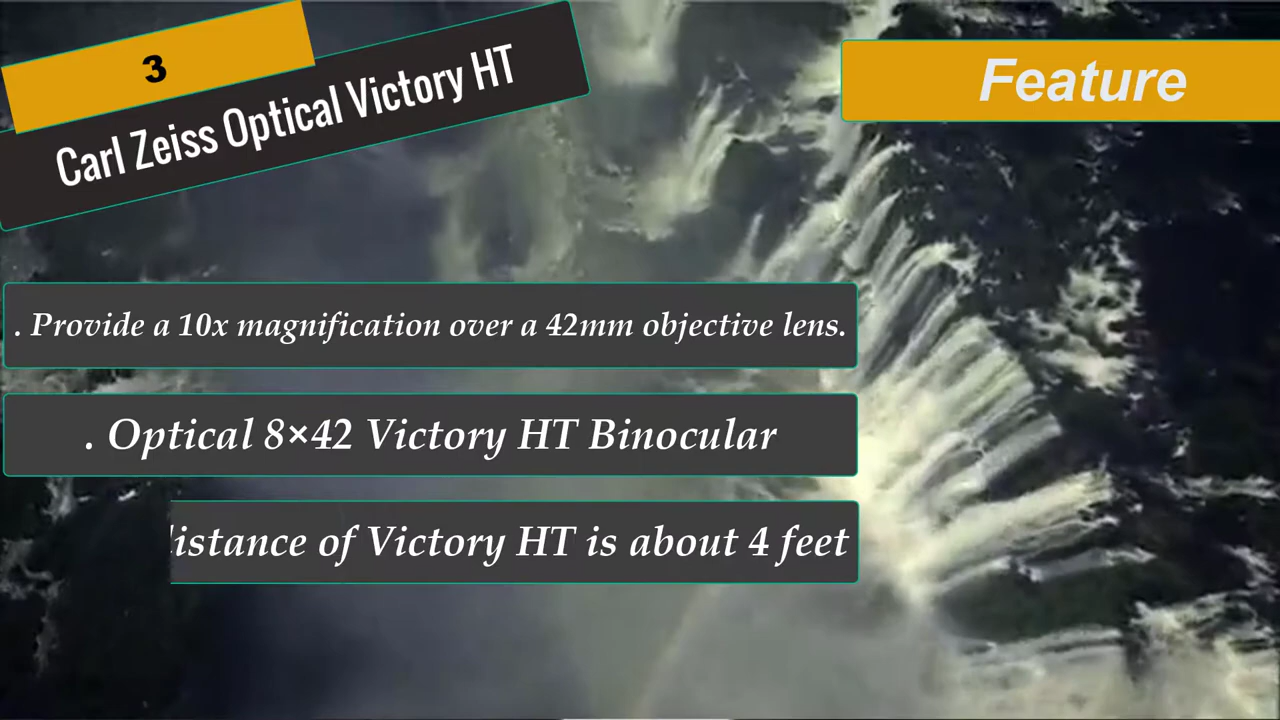 3
Carl Zeiss Optical Victory HT
Feature
. Provide a 10x magnification over a 42mm objective lens.
. Optical 8×42 Victory HT Binocular
of Victory HT is about 4 feet